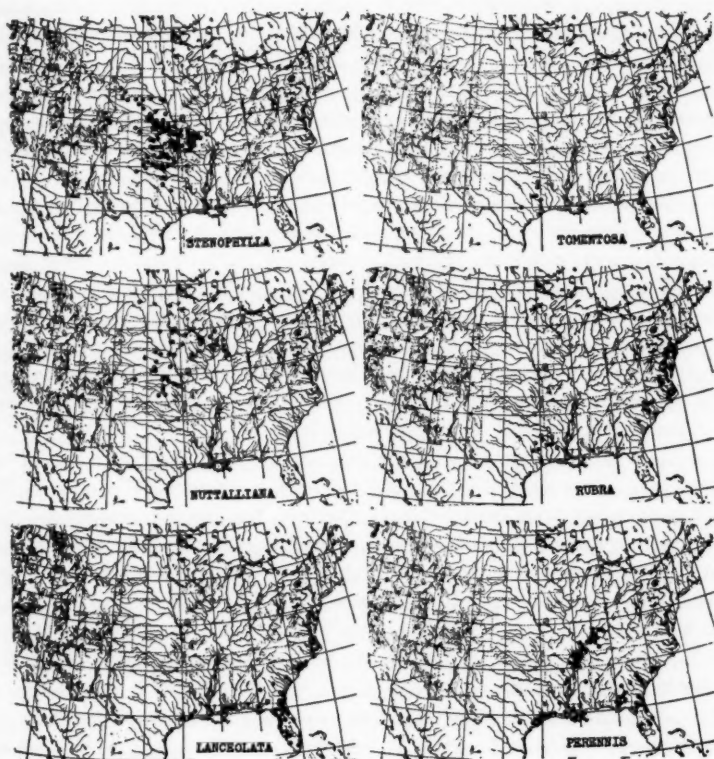 STENOPHYLLA
TOMENTOSA
NUTTALLIANA
RUBRA
LANCEOLATA
PERENNIS